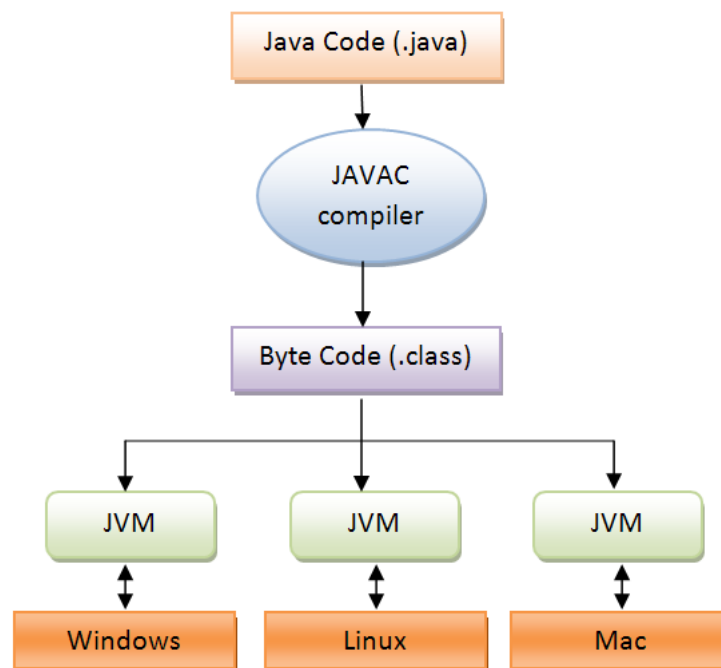 Java Code (.java)
JAVAC
compiler
Byte Code (.class)
JVM
JVM
JVM
Windows
Linux
Mac